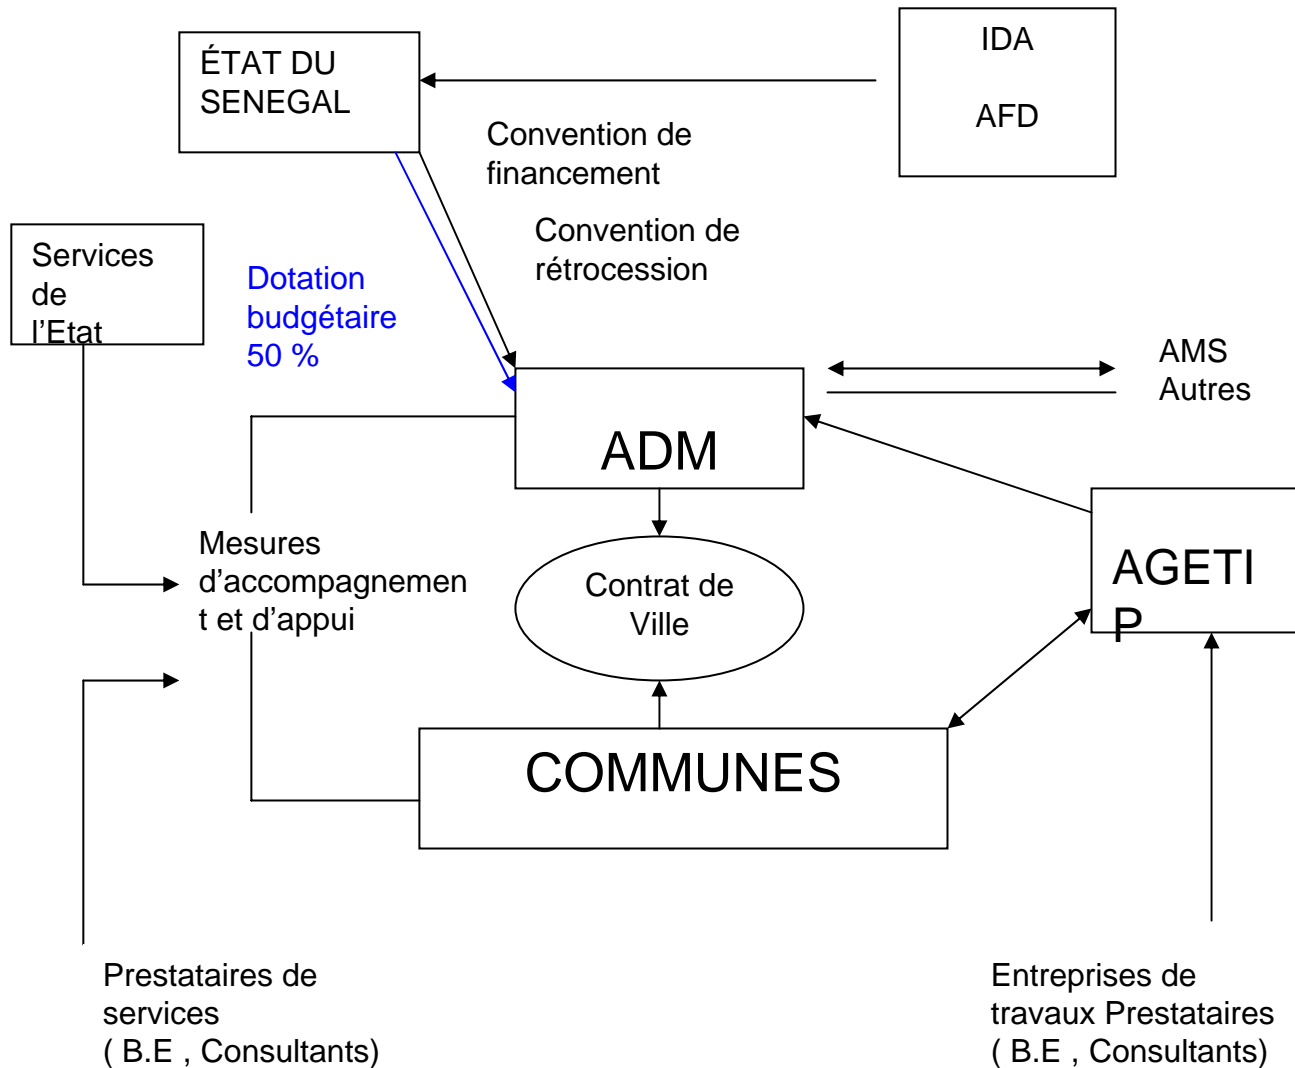 IDA
AFD
ÉTAT DU
SENEGAL
Convention de
financement
Convention de
rétrocession
Services
de
l’Etat
Dotation
budgétaire
50 %
AMS
Autres
ADM
Mesures
d’accompagnemen
t et d’appui
Contrat de
Ville
AGETI
P
COMMUNES
Prestataires de
services
( B.E , Consultants)
Entreprises de
travaux Prestataires
( B.E , Consultants)